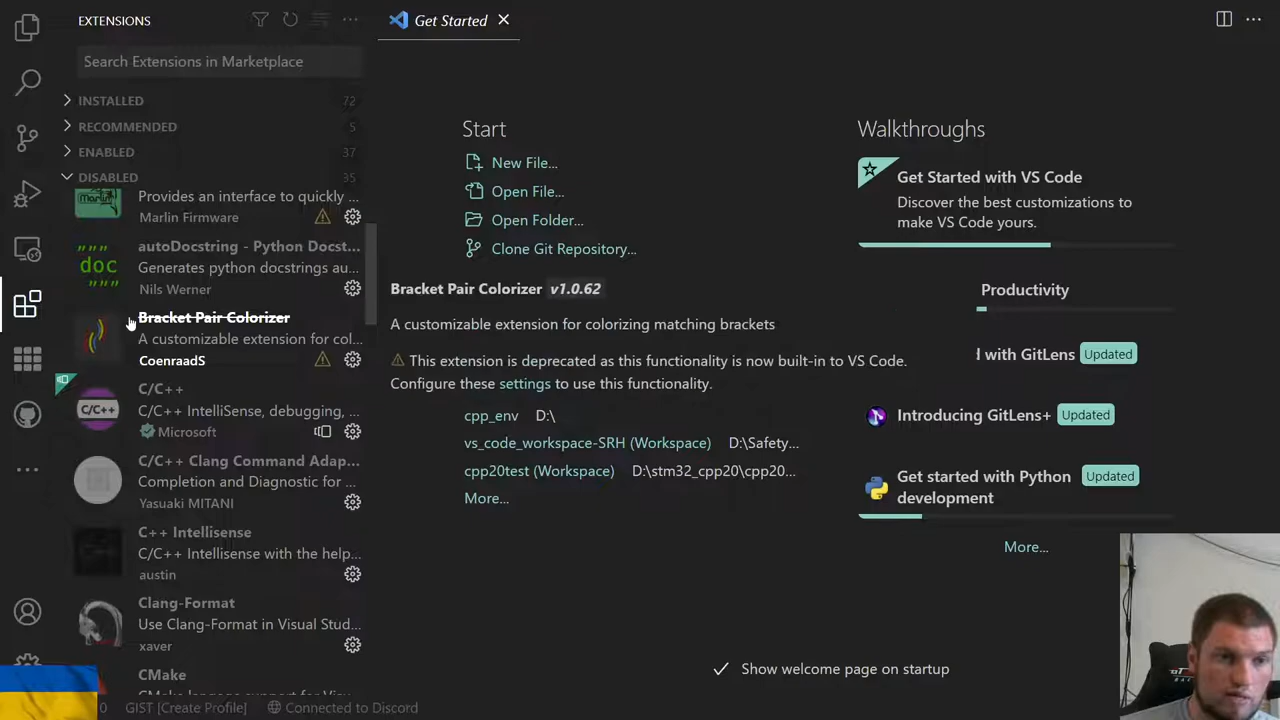 EXTENSIONS
Search Extensions in Marketplace
INSTALLED 72
RECOMMENDED 5
ENABLED 37
DISABLED 35
Provides an interface to quickly ...
Marlin Firmware
autoDocstring - Python Docst...
Generates python docstrings au...
Nils Werner
Bracket Pair Colorizer
A customizable extension for col...
CoenraadS
C/C++
C/C++ IntelliSense, debugging, ...
Microsoft
C/C++ Clang Command Adap...
Completion and Diagnostic for ...
Yasuaki MITANI
C++ Intellisense
C/C++ Intellisense with the help...
austin
Clang-Format
Use Clang-Format in Visual Stud...
xaver
CMake
Get Started
Start
New File...
Open File...
Open Folder...
Clone Git Repository...
Bracket Pair Colorizer v1.0.62
A customizable extension for colorizing matching brackets
This extension is deprecated as this functionality is now built-in to VS Code.
Configure these settings to use this functionality.
cpp_env D:\
vs_code_workspace-SRH (Workspace) D:\Safety...
cpp20test (Workspace) D:\stm32_cpp20\cpp20...
More...
Walkthroughs
Get Started with VS Code
Discover the best customizations to
make VS Code yours.
Productivity
d with GitLens Updated
Introducing GitLens+ Updated
Get started with Python
development Updated
More...
Show welcome page on startup
0 GIST [Create Profile] Connected to Discord